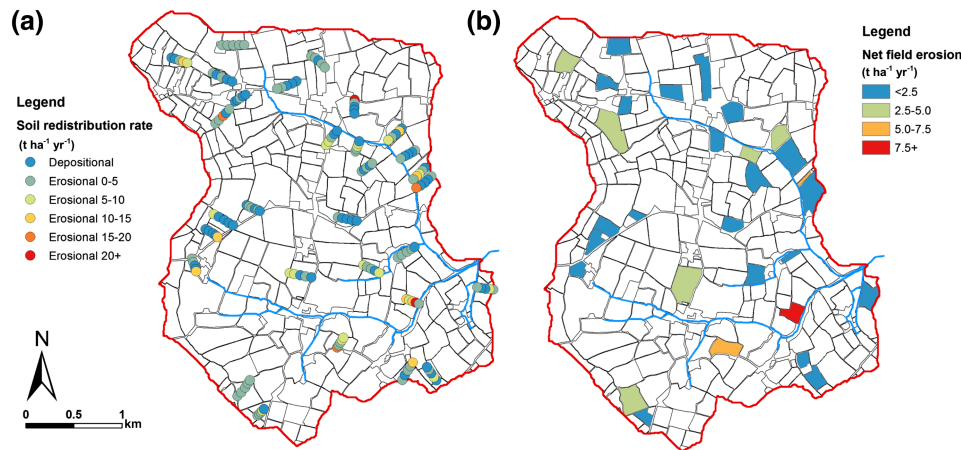 (a)
Legend
Soil redistribution rate
(t ha⁻¹ yr⁻¹)
Depositional
Erosional 0-5
Erosional 5-10
Erosional 10-15
Erosional 15-20
Erosional 20+
N
0 0.5 1
km
(b)
Legend
Net field erosion
(t ha⁻¹ yr⁻¹)
<2.5
2.5-5.0
5.0-7.5
7.5+